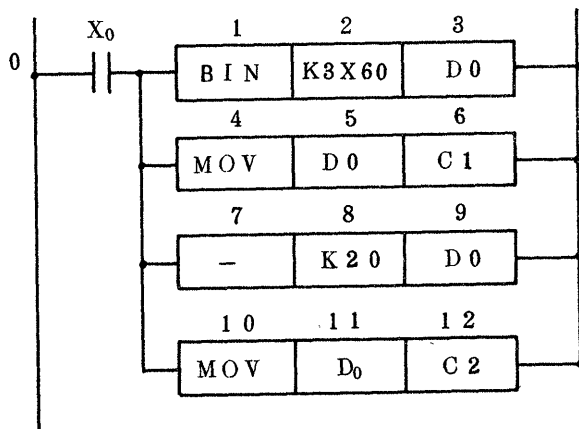 X₀
0
1 2 3
BIN K3X60 D0
4 5 6
MOV D0 C1
7 8 9
− K20 D0
10 11 12
MOV D₀ C2